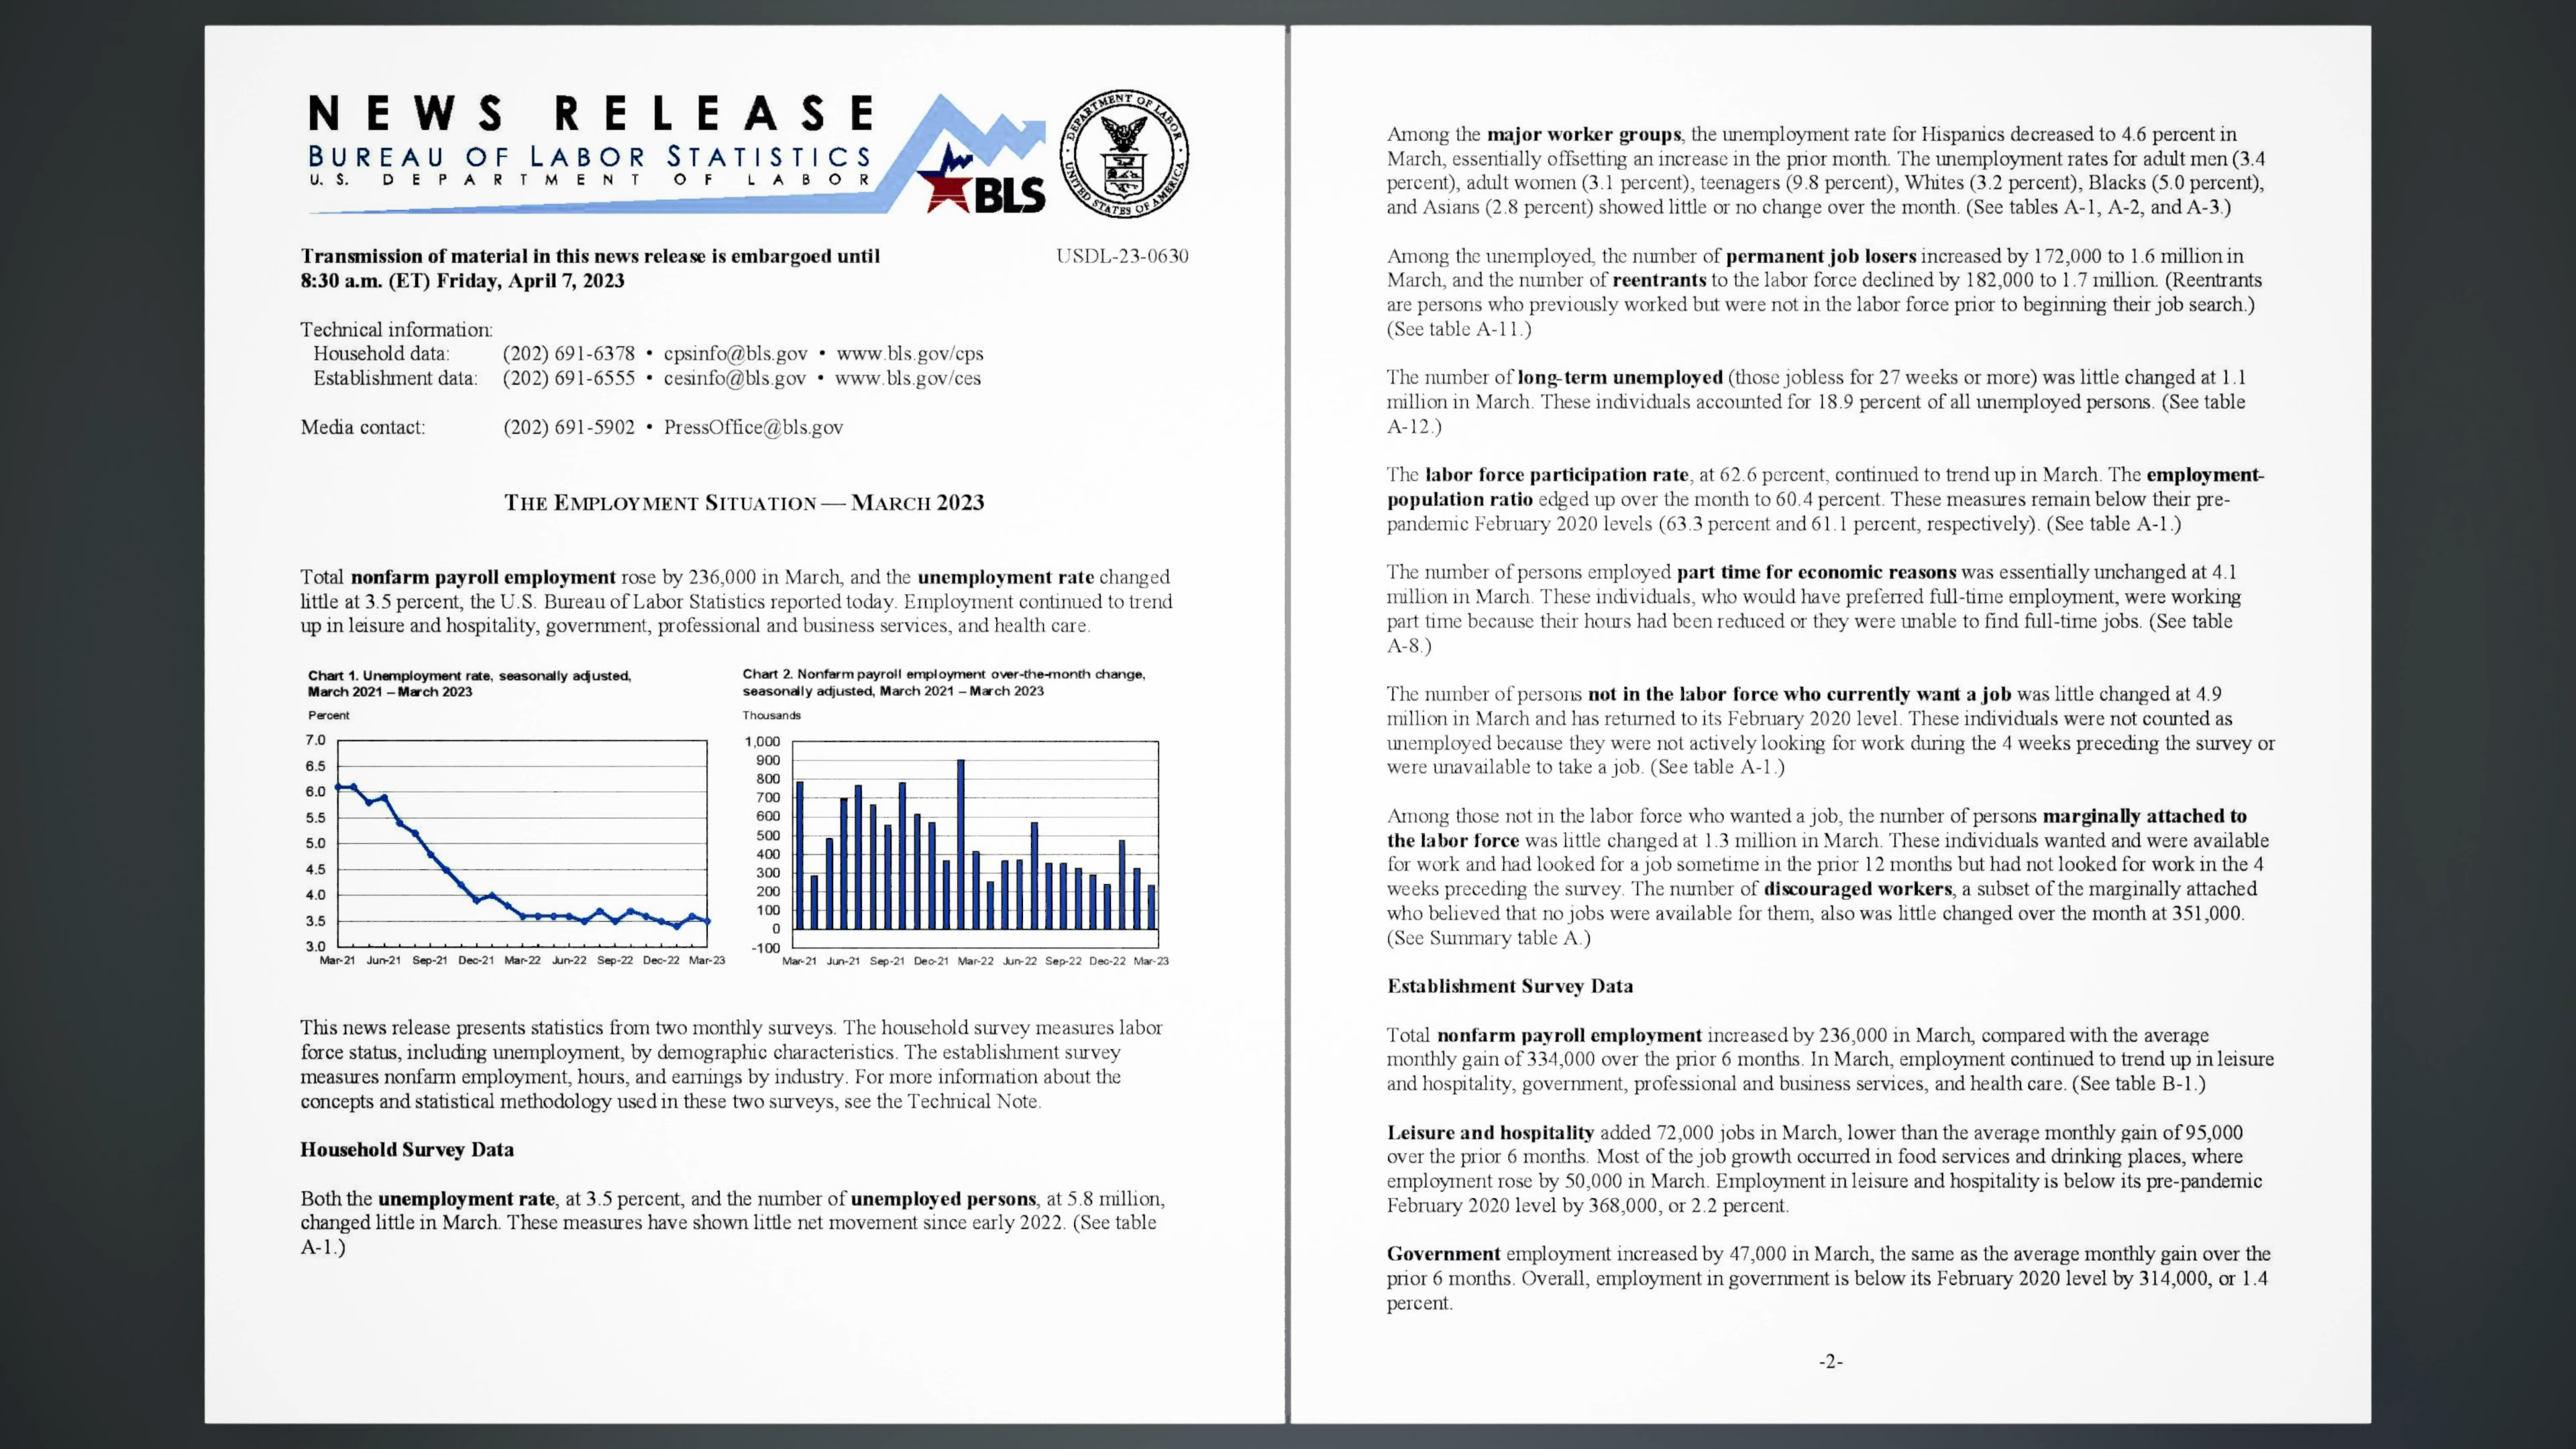 NEWS RELEASE
BUREAU OF LABOR STATISTICS
U. S. DEPARTMENT OF LABOR
BLS
DEPARTMENT OF LABOR
UNITED STATES OF AMERICA
Transmission of material in this news release is embargoed until
USDL-23-0630
8:30 a.m. (ET) Friday, April 7, 2023
Technical information:
Household data: (202) 691-6378 • cpsinfo@bls.gov • www.bls.gov/cps
Establishment data: (202) 691-6555 • cesinfo@bls.gov • www.bls.gov/ces
Media contact: (202) 691-5902 • PressOffice@bls.gov
THE EMPLOYMENT SITUATION — MARCH 2023
Total nonfarm payroll employment rose by 236,000 in March, and the unemployment rate changed
little at 3.5 percent, the U.S. Bureau of Labor Statistics reported today. Employment continued to trend
up in leisure and hospitality, government, professional and business services, and health care.
Chart 1. Unemployment rate, seasonally adjusted,
March 2021 – March 2023
Percent
7.0
6.5
6.0
5.5
5.0
4.5
4.0
3.5
3.0
Mar-21 Jun-21 Sep-21 Dec-21 Mar-22 Jun-22 Sep-22 Dec-22 Mar-23
Chart 2. Nonfarm payroll employment over-the-month change,
seasonally adjusted, March 2021 – March 2023
Thousands
1,000
900
800
700
600
500
400
300
200
100
0
-100
Mar-21 Jun-21 Sep-21 Dec-21 Mar-22 Jun-22 Sep-22 Dec-22 Mar-23
This news release presents statistics from two monthly surveys. The household survey measures labor
force status, including unemployment, by demographic characteristics. The establishment survey
measures nonfarm employment, hours, and earnings by industry. For more information about the
concepts and statistical methodology used in these two surveys, see the Technical Note.
Household Survey Data
Both the unemployment rate, at 3.5 percent, and the number of unemployed persons, at 5.8 million,
changed little in March. These measures have shown little net movement since early 2022. (See table
A-1.)
Among the major worker groups, the unemployment rate for Hispanics decreased to 4.6 percent in
March, essentially offsetting an increase in the prior month. The unemployment rates for adult men (3.4
percent), adult women (3.1 percent), teenagers (9.8 percent), Whites (3.2 percent), Blacks (5.0 percent),
and Asians (2.8 percent) showed little or no change over the month. (See tables A-1, A-2, and A-3.)
Among the unemployed, the number of permanent job losers increased by 172,000 to 1.6 million in
March, and the number of reentrants to the labor force declined by 182,000 to 1.7 million. (Reentrants
are persons who previously worked but were not in the labor force prior to beginning their job search.)
(See table A-11.)
The number of long-term unemployed (those jobless for 27 weeks or more) was little changed at 1.1
million in March. These individuals accounted for 18.9 percent of all unemployed persons. (See table
A-12.)
The labor force participation rate, at 62.6 percent, continued to trend up in March. The employment-
population ratio edged up over the month to 60.4 percent. These measures remain below their pre-
pandemic February 2020 levels (63.3 percent and 61.1 percent, respectively). (See table A-1.)
The number of persons employed part time for economic reasons was essentially unchanged at 4.1
million in March. These individuals, who would have preferred full-time employment, were working
part time because their hours had been reduced or they were unable to find full-time jobs. (See table
A-8.)
The number of persons not in the labor force who currently want a job was little changed at 4.9
million in March and has returned to its February 2020 level. These individuals were not counted as
unemployed because they were not actively looking for work during the 4 weeks preceding the survey or
were unavailable to take a job. (See table A-1.)
Among those not in the labor force who wanted a job, the number of persons marginally attached to
the labor force was little changed at 1.3 million in March. These individuals wanted and were available
for work and had looked for a job sometime in the prior 12 months but had not looked for work in the 4
weeks preceding the survey. The number of discouraged workers, a subset of the marginally attached
who believed that no jobs were available for them, also was little changed over the month at 351,000.
(See Summary table A.)
Establishment Survey Data
Total nonfarm payroll employment increased by 236,000 in March, compared with the average
monthly gain of 334,000 over the prior 6 months. In March, employment continued to trend up in leisure
and hospitality, government, professional and business services, and health care. (See table B-1.)
Leisure and hospitality added 72,000 jobs in March, lower than the average monthly gain of 95,000
over the prior 6 months. Most of the job growth occurred in food services and drinking places, where
employment rose by 50,000 in March. Employment in leisure and hospitality is below its pre-pandemic
February 2020 level by 368,000, or 2.2 percent.
Government employment increased by 47,000 in March, the same as the average monthly gain over the
prior 6 months. Overall, employment in government is below its February 2020 level by 314,000, or 1.4
percent.
-2-